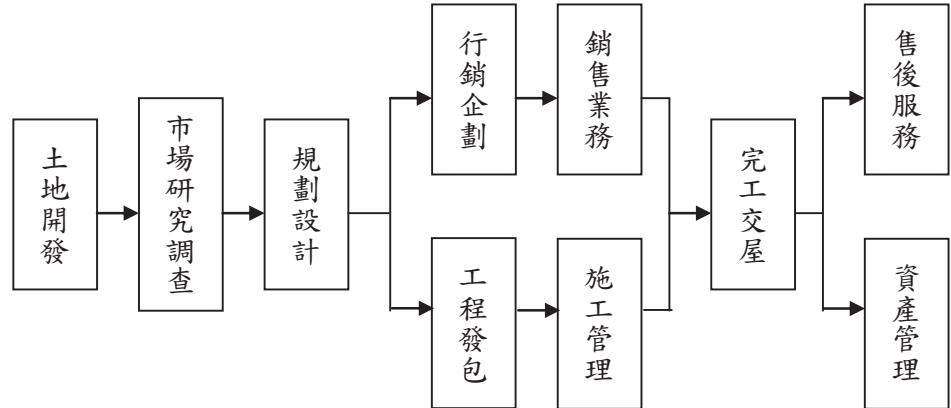 土地開發
市場研究調查
規劃設計
行銷企劃
銷售業務
工程發包
施工管理
完工交屋
售後服務
資產管理